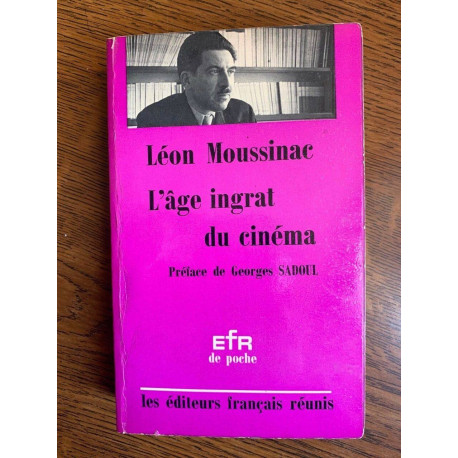 Léon Moussinac
L'âge ingrat
du cinéma
Préface de Georges SADOUL
EfR
de poche
les éditeurs français réunis